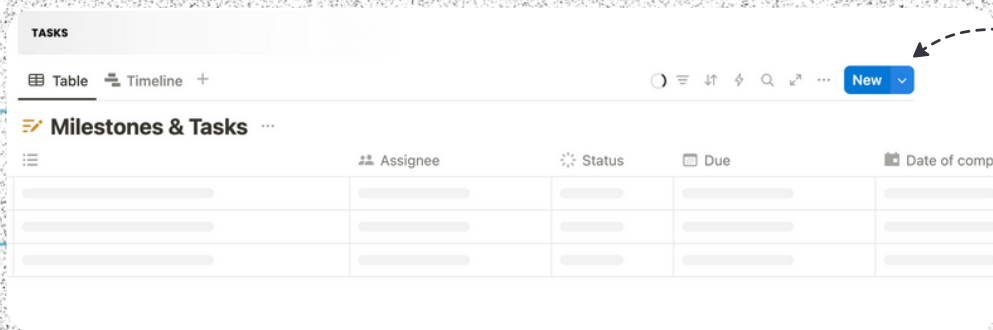 TASKS
Table Timeline
New
Milestones & Tasks
Assignee Status Due Date of comp